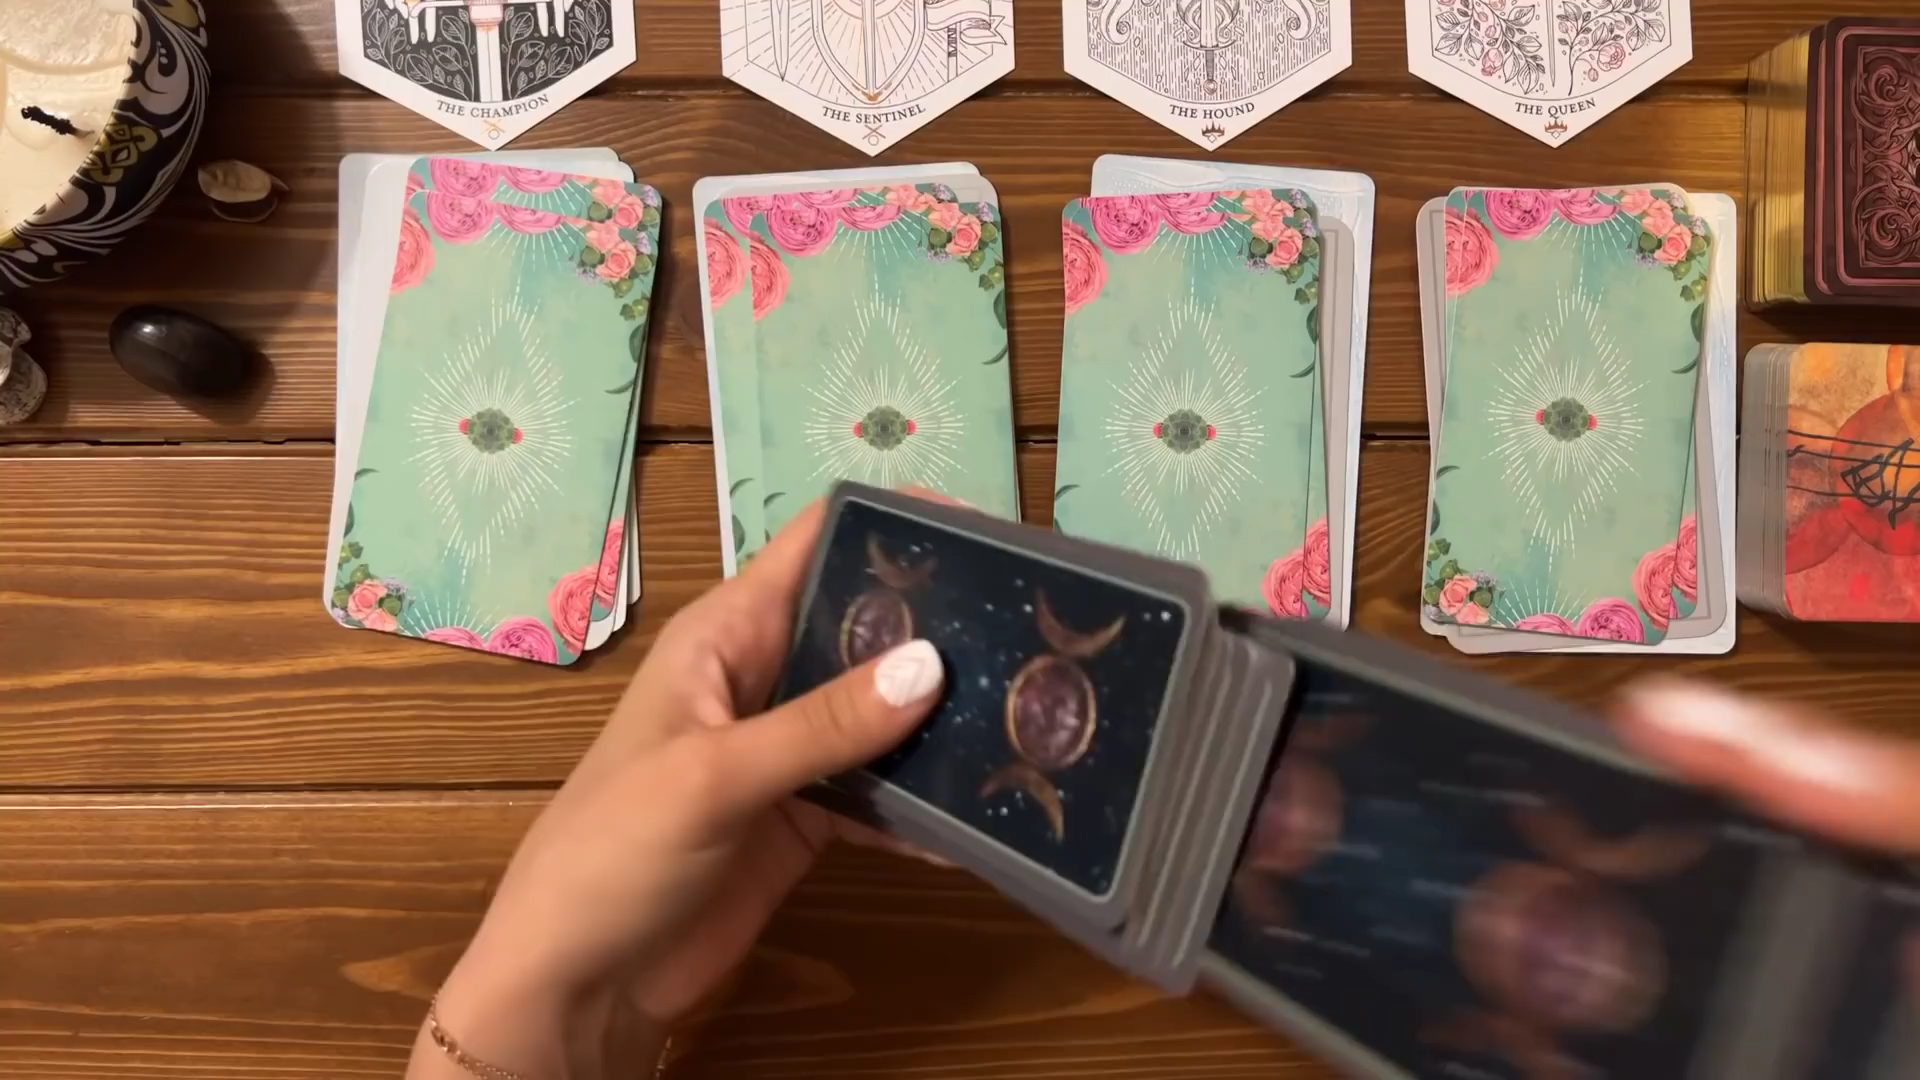 THE CHAMPION
THE SENTINEL
THE HOUND
THE QUEEN